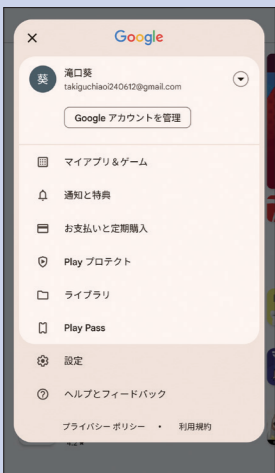 Google
葵
滝口葵
takiguchiaoi240612@gmail.com
Google アカウントを管理
マイアプリ＆ゲーム
通知と特典
お支払いと定期購入
Play プロテクト
ライブラリ
Play Pass
設定
ヘルプとフィードバック
プライバシー ポリシー • 利用規約